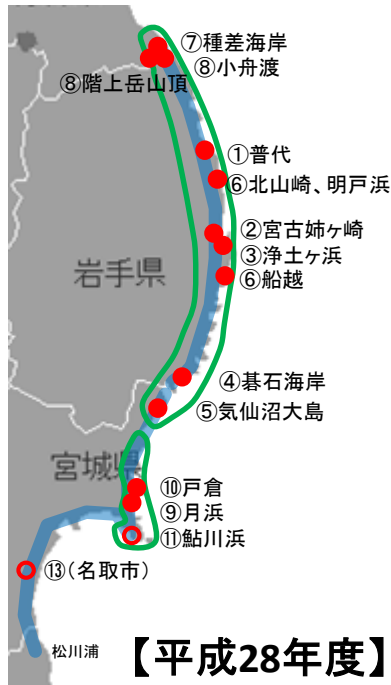 ⑦種差海岸
⑧小舟渡
⑧階上岳山頂
①普代
⑥北山崎、明戸浜
②宮古姉ヶ崎
③浄土ヶ浜
⑥船越
岩手県
④碁石海岸
⑤気仙沼大島
宮城県
⑩戸倉
⑨月浜
⑪鮎川浜
⑬(名取市)
松川浦
【平成28年度】